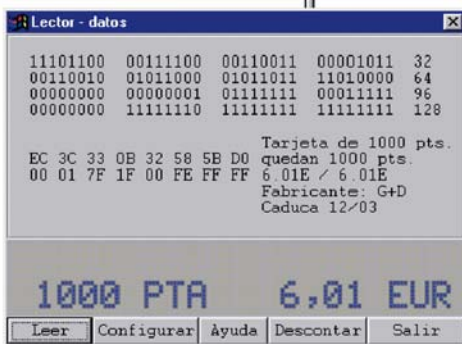 Lector - datos
11101100 00111100 00110011 00001011 32
00110010 01011000 01011011 11010000 64
00000000 00000001 01111111 00011111 96
00000000 11111110 11111111 11111111 128
Tarjeta de 1000 pts.
EC 3C 33 0B 32 58 5B D0 quedan 1000 pts.
00 01 7F 1F 00 FE FF FF 6.01E / 6.01E
Fabricante: G+D
Caduca 12/03
1000 PTA 6,01 EUR
Leer Configurar Ayuda Descontar Salir